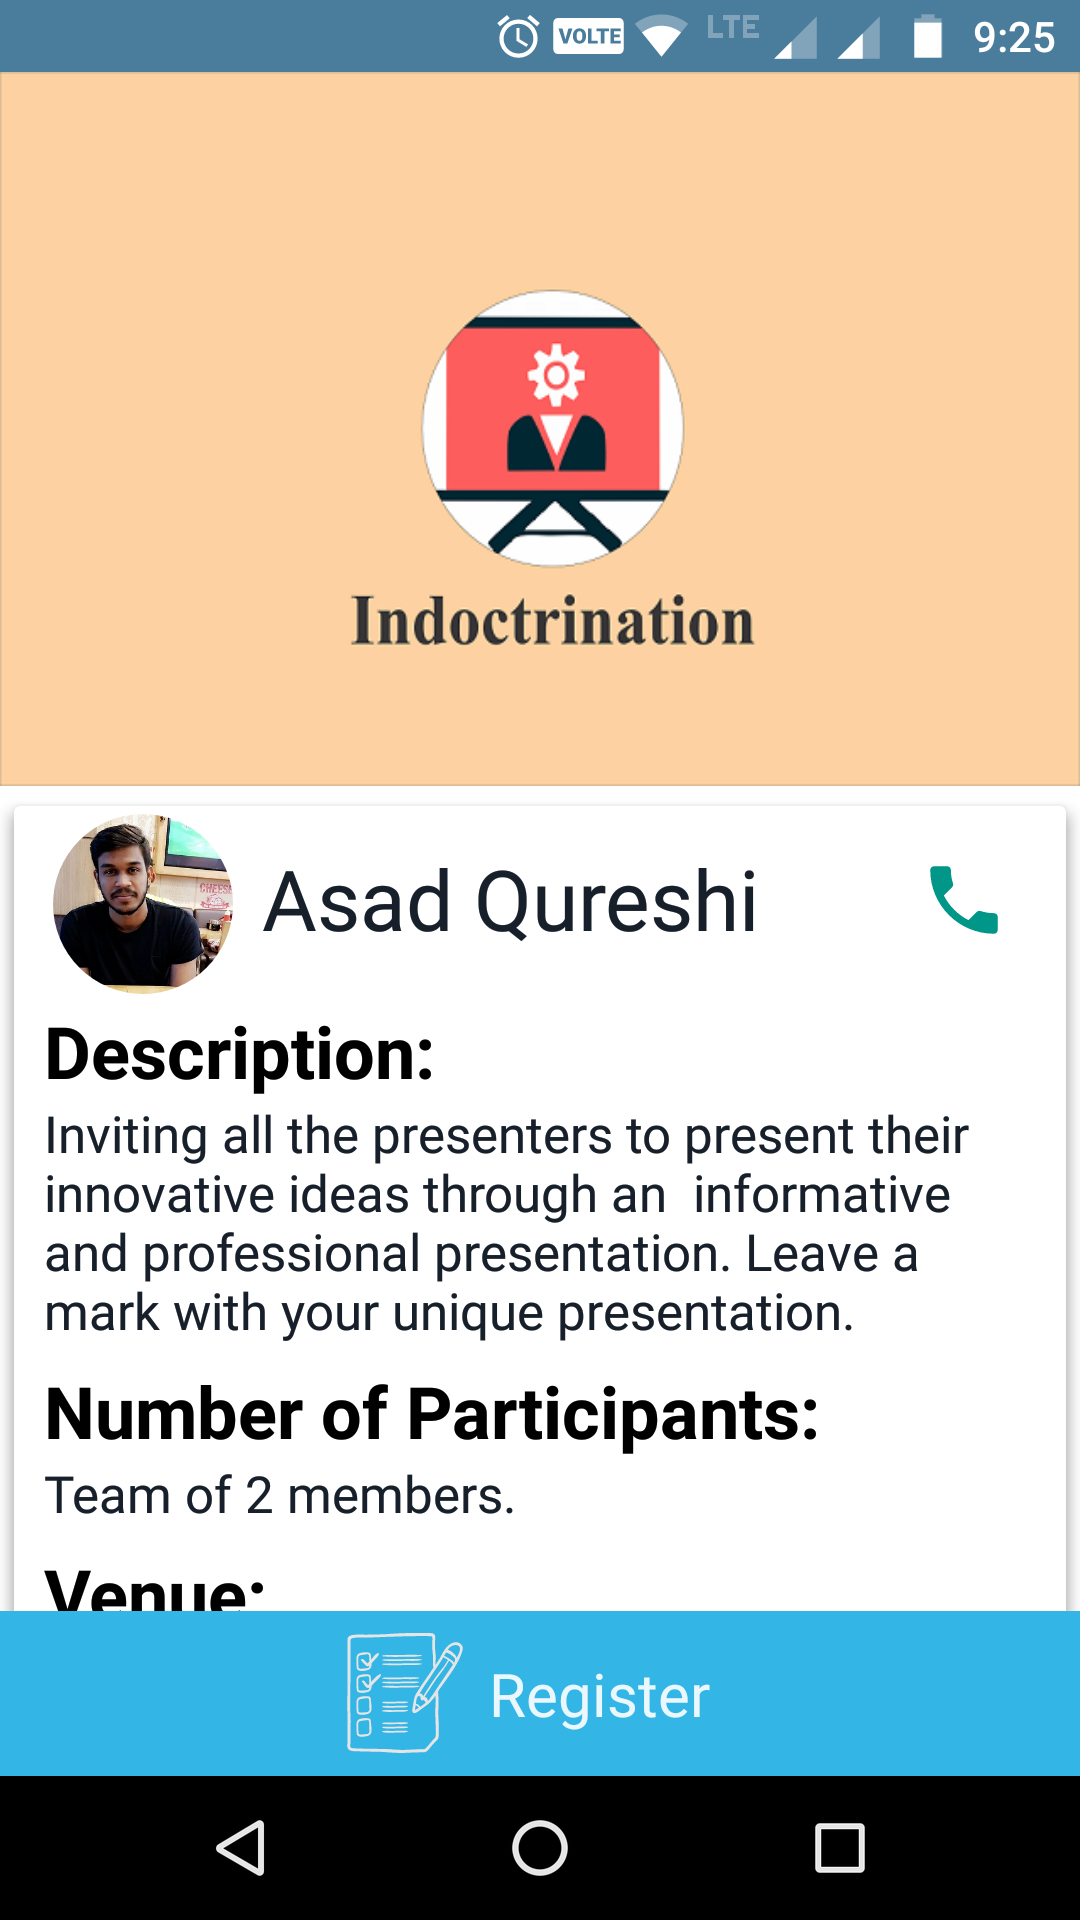 VOLTE LTE 9:25
Indoctrination
CHEESE
Asad Qureshi
Description:
Inviting all the presenters to present their
innovative ideas through an  informative
and professional presentation. Leave a
mark with your unique presentation.
Number of Participants:
Team of 2 members.
Venue:
Register